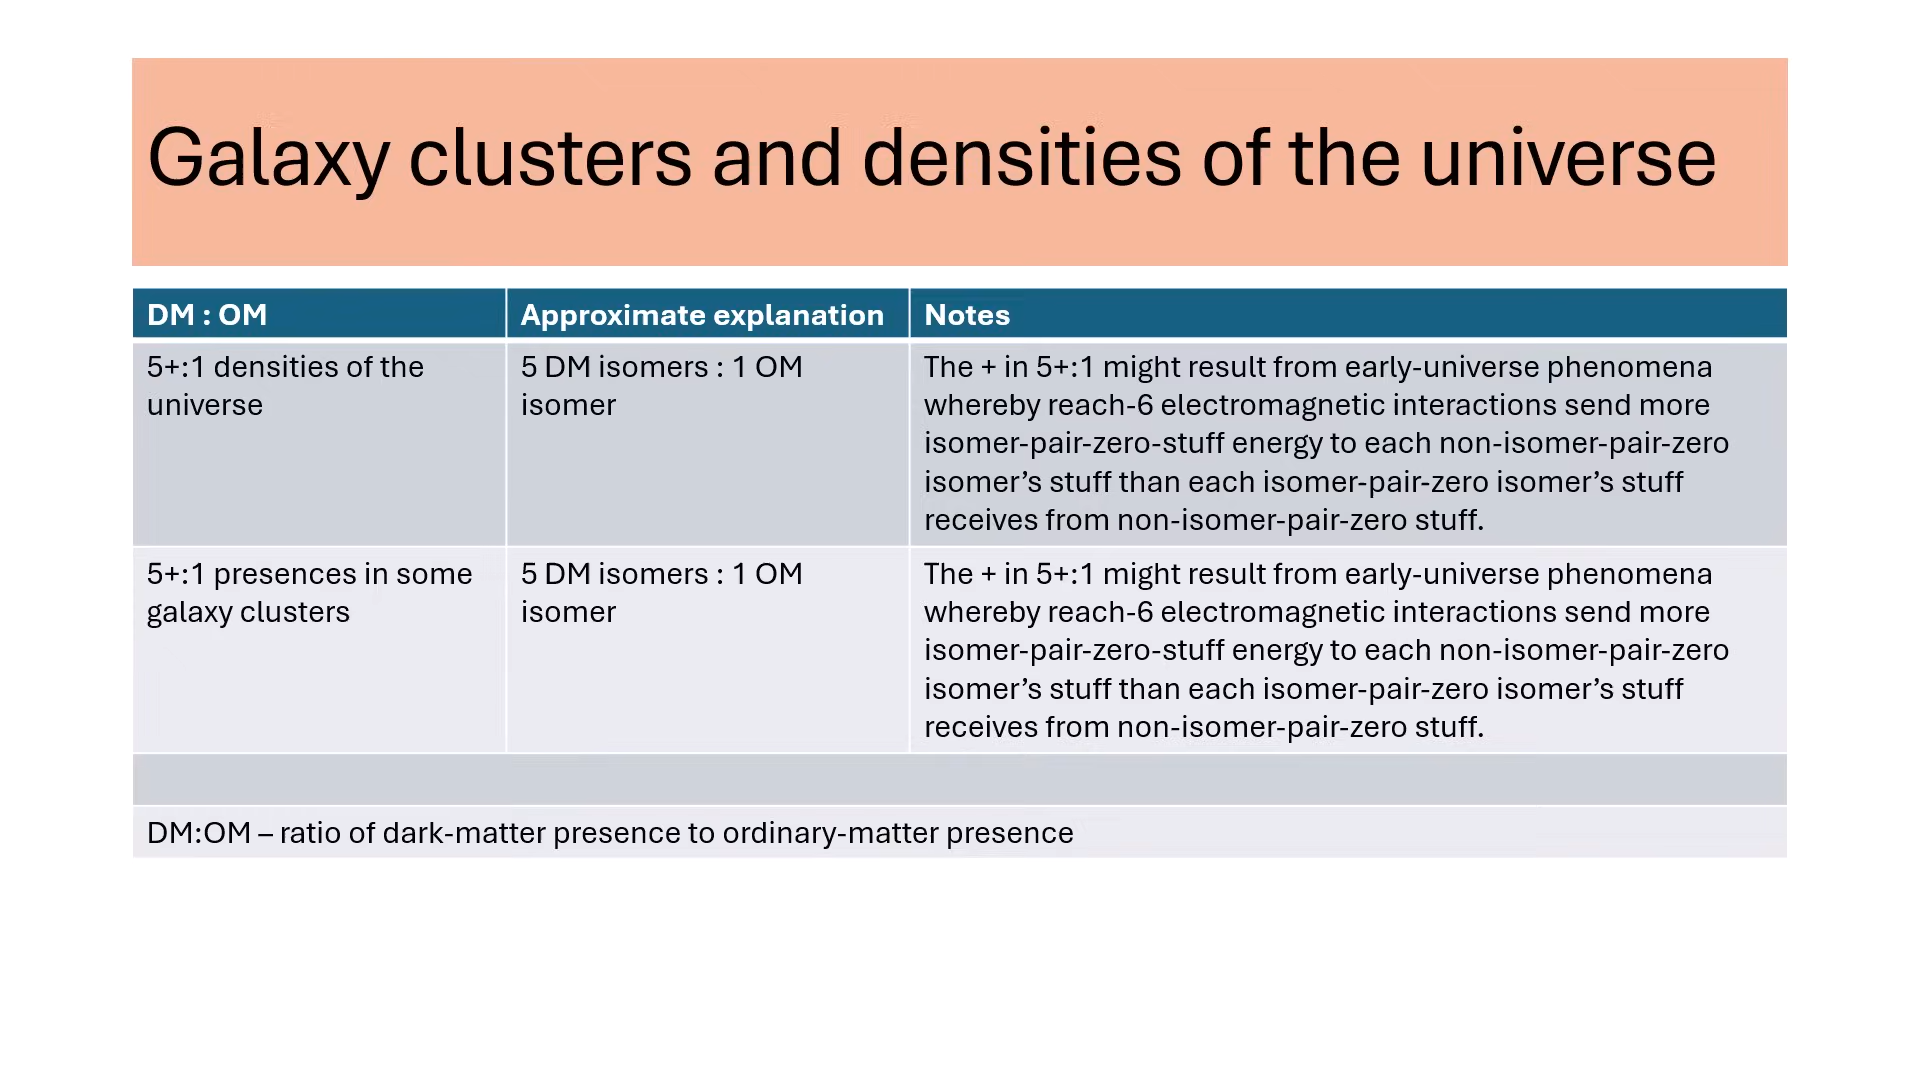 Galaxy clusters and densities of the universe
DM : OM
Approximate explanation
Notes
5+:1 densities of the
universe
5 DM isomers : 1 OM
isomer
The + in 5+:1 might result from early-universe phenomena
whereby reach-6 electromagnetic interactions send more
isomer-pair-zero-stuff energy to each non-isomer-pair-zero
isomer’s stuff than each isomer-pair-zero isomer’s stuff
receives from non-isomer-pair-zero stuff.
5+:1 presences in some
galaxy clusters
5 DM isomers : 1 OM
isomer
The + in 5+:1 might result from early-universe phenomena
whereby reach-6 electromagnetic interactions send more
isomer-pair-zero-stuff energy to each non-isomer-pair-zero
isomer’s stuff than each isomer-pair-zero isomer’s stuff
receives from non-isomer-pair-zero stuff.
DM:OM – ratio of dark-matter presence to ordinary-matter presence